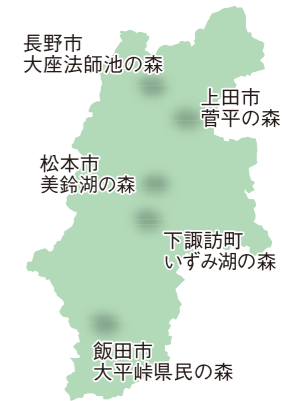 長野市
大座法師池の森
上田市
菅平の森
松本市
美鈴湖の森
下諏訪町
いずみ湖の森
飯田市
大平峠県民の森